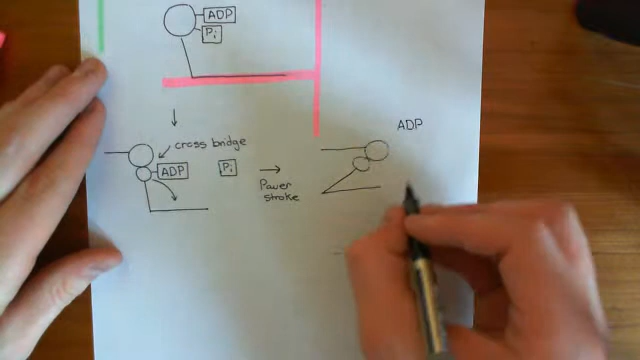 ADP
Pi
ADP
cross bridge
ADP
Pi
Power
stroke